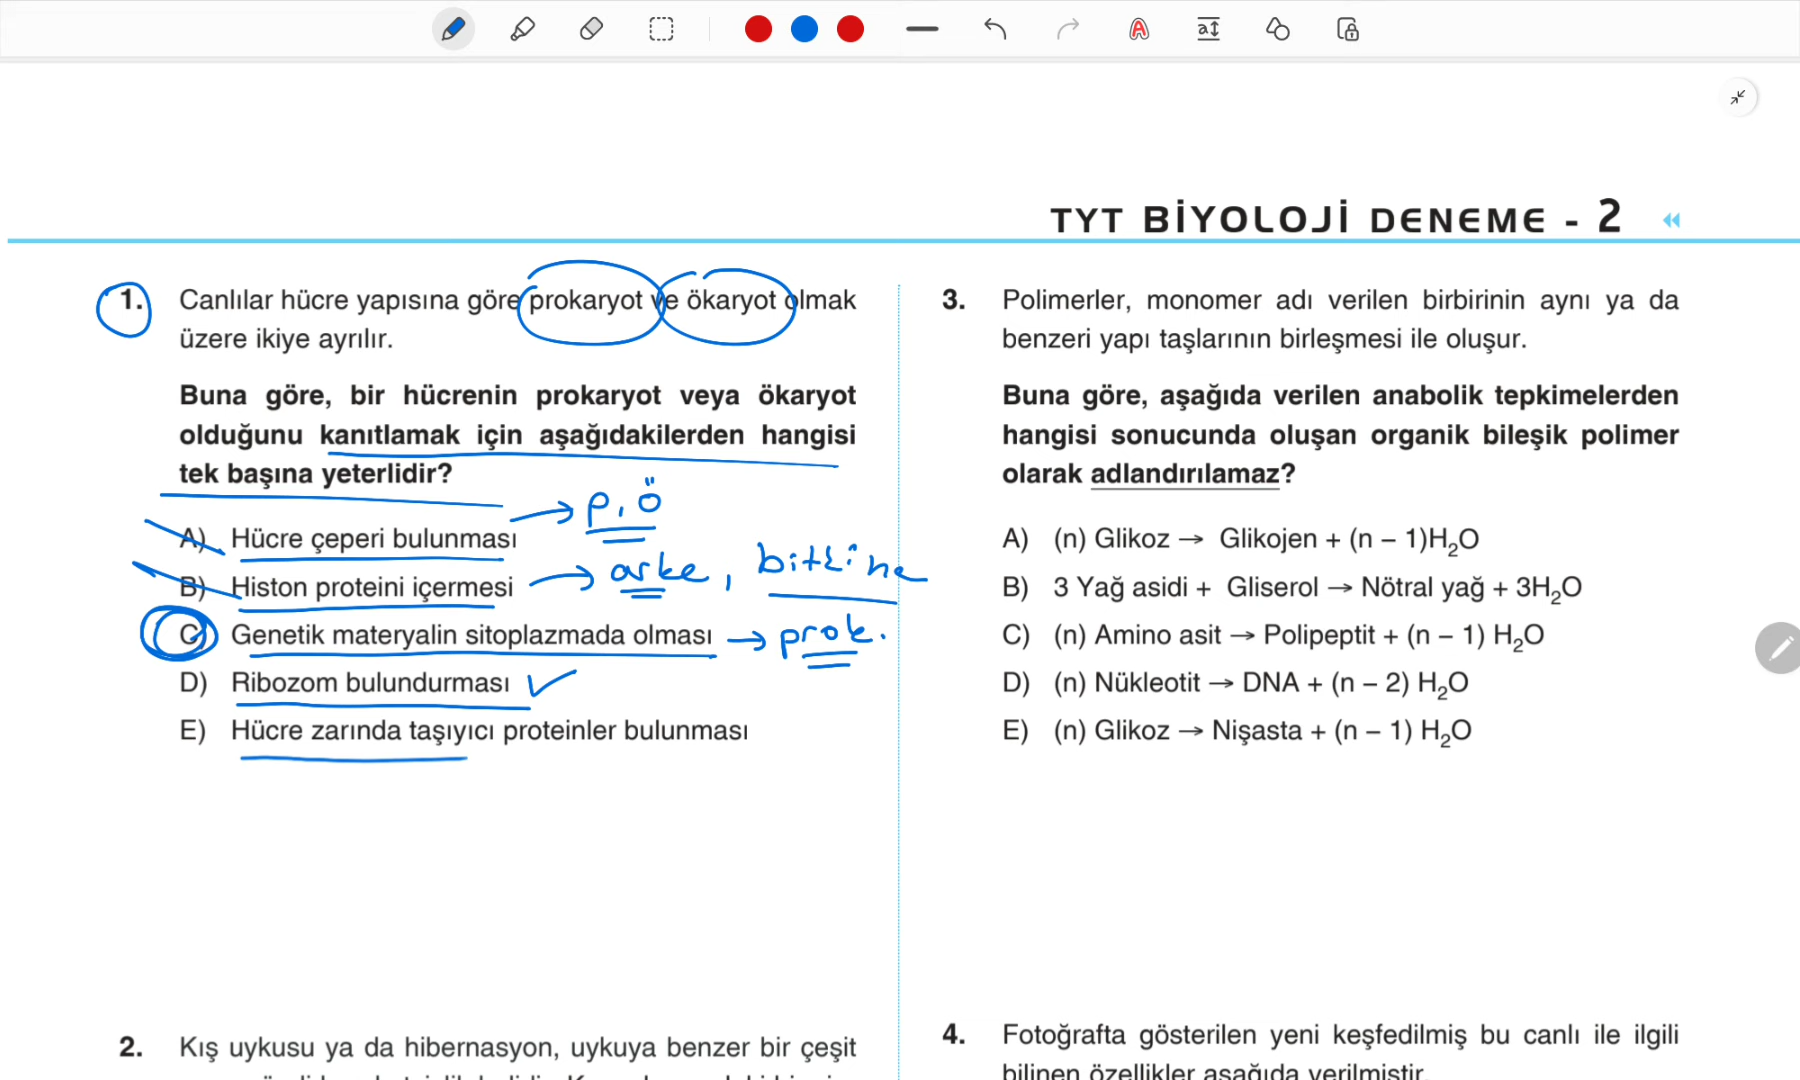 TYT BİYOLOJİ DENEME - 2
1. Canlılar hücre yapısına göre prokaryot ve ökaryot olmak
üzere ikiye ayrılır.
Buna göre, bir hücrenin prokaryot veya ökaryot
olduğunu kanıtlamak için aşağıdakilerden hangisi
tek başına yeterlidir?
A) Hücre çeperi bulunması → p, ö
B) Histon proteini içermesi → arke, bitkine
C) Genetik materyalin sitoplazmada olması → prok.
D) Ribozom bulundurması ✓
E) Hücre zarında taşıyıcı proteinler bulunması
2. Kış uykusu ya da hibernasyon, uykuya benzer bir çeşit
3. Polimerler, monomer adı verilen birbirinin aynı ya da
benzeri yapı taşlarının birleşmesi ile oluşur.
Buna göre, aşağıda verilen anabolik tepkimelerden
hangisi sonucunda oluşan organik bileşik polimer
olarak adlandırılamaz?
A) (n) Glikoz → Glikojen + (n − 1)H₂O
B) 3 Yağ asidi + Gliserol → Nötral yağ + 3H₂O
C) (n) Amino asit → Polipeptit + (n − 1) H₂O
D) (n) Nükleotit → DNA + (n − 2) H₂O
E) (n) Glikoz → Nişasta + (n − 1) H₂O
4. Fotoğrafta gösterilen yeni keşfedilmiş bu canlı ile ilgili
bilinen özellikler aşağıda verilmiştir.